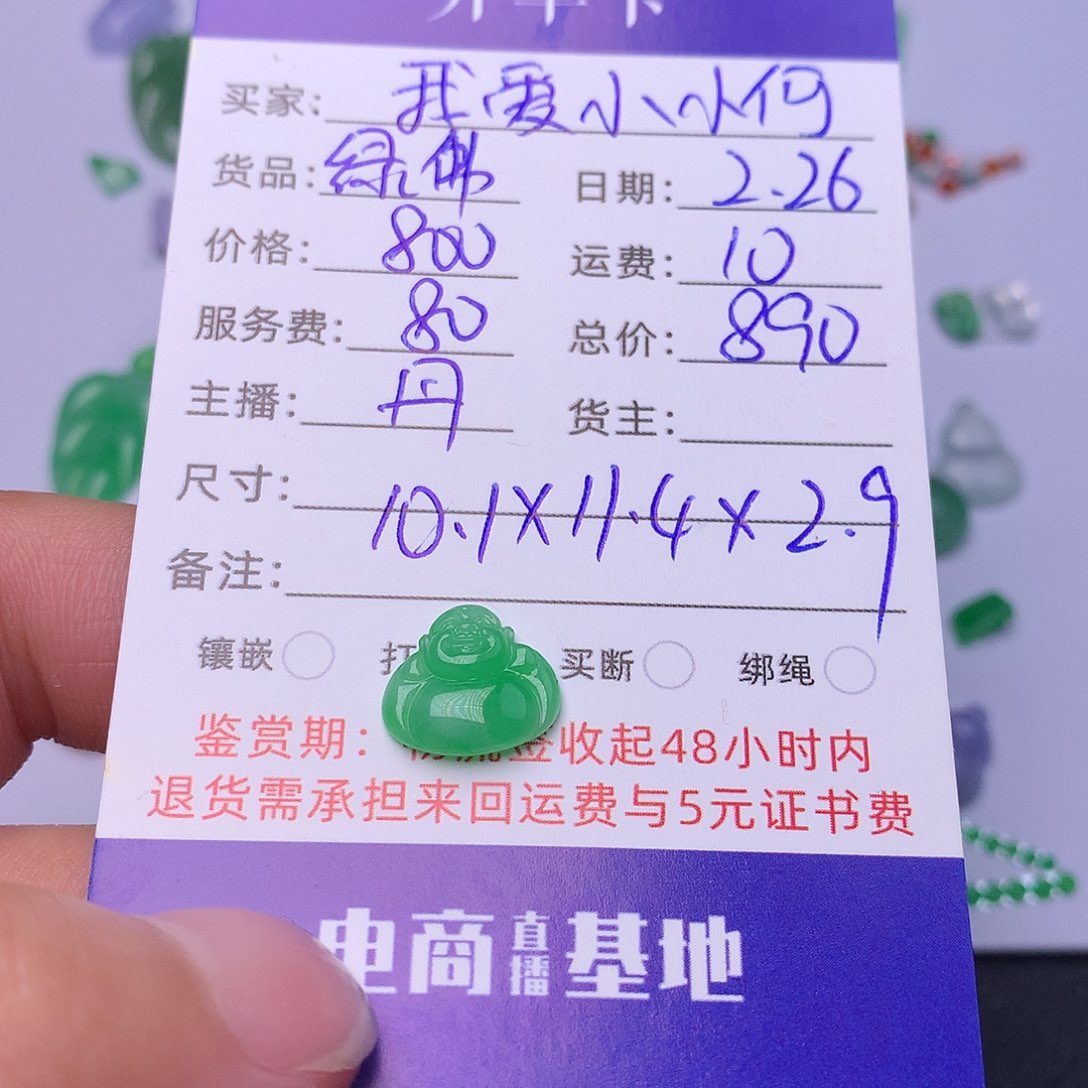 买家: 我爱小小何
货品: 绿佛 日期: 2.26
价格: 800 运费: 10
服务费: 80 总价: 890
主播: 丹 货主:
尺寸: 10.1×11.4×2.9
备注:
镶嵌 打 买断 绑绳
鉴赏期: 签收起48小时内
退货需承担来回运费与5元证书费
电商直播基地